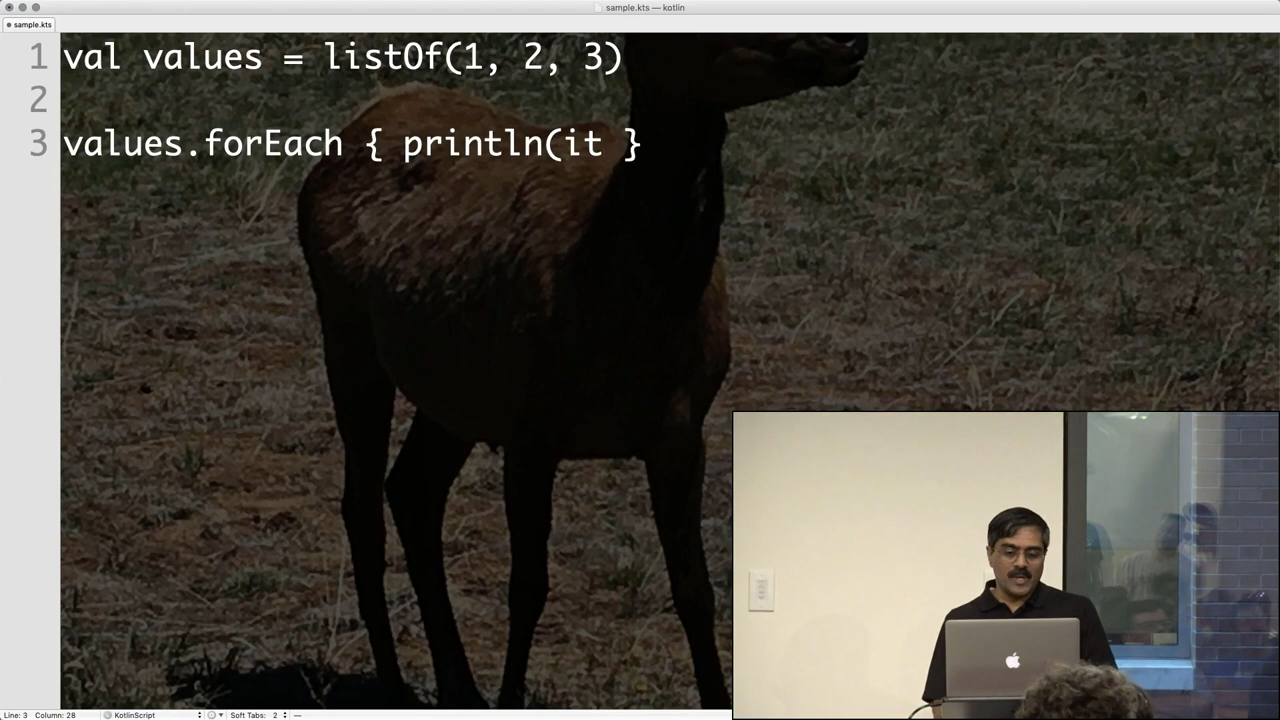 sample.kts — kotlin
sample.kts
1 val values = listOf(1, 2, 3)
2
3 values.forEach { println(it }
Line: 3 Column: 28 KotlinScript Soft Tabs: 2 —